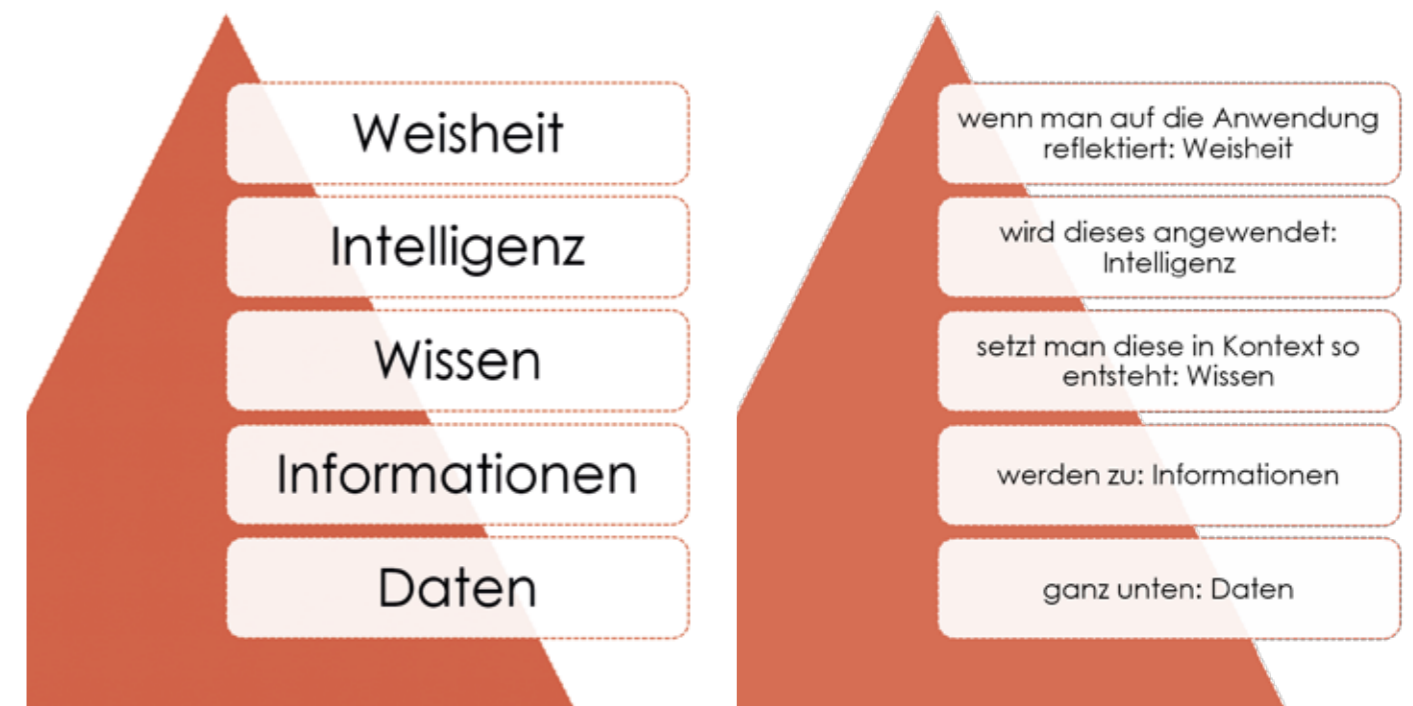 Weisheit
Intelligenz
Wissen
Informationen
Daten
wenn man auf die Anwendung
reflektiert: Weisheit
wird dieses angewendet:
Intelligenz
setzt man diese in Kontext so
entsteht: Wissen
werden zu: Informationen
ganz unten: Daten